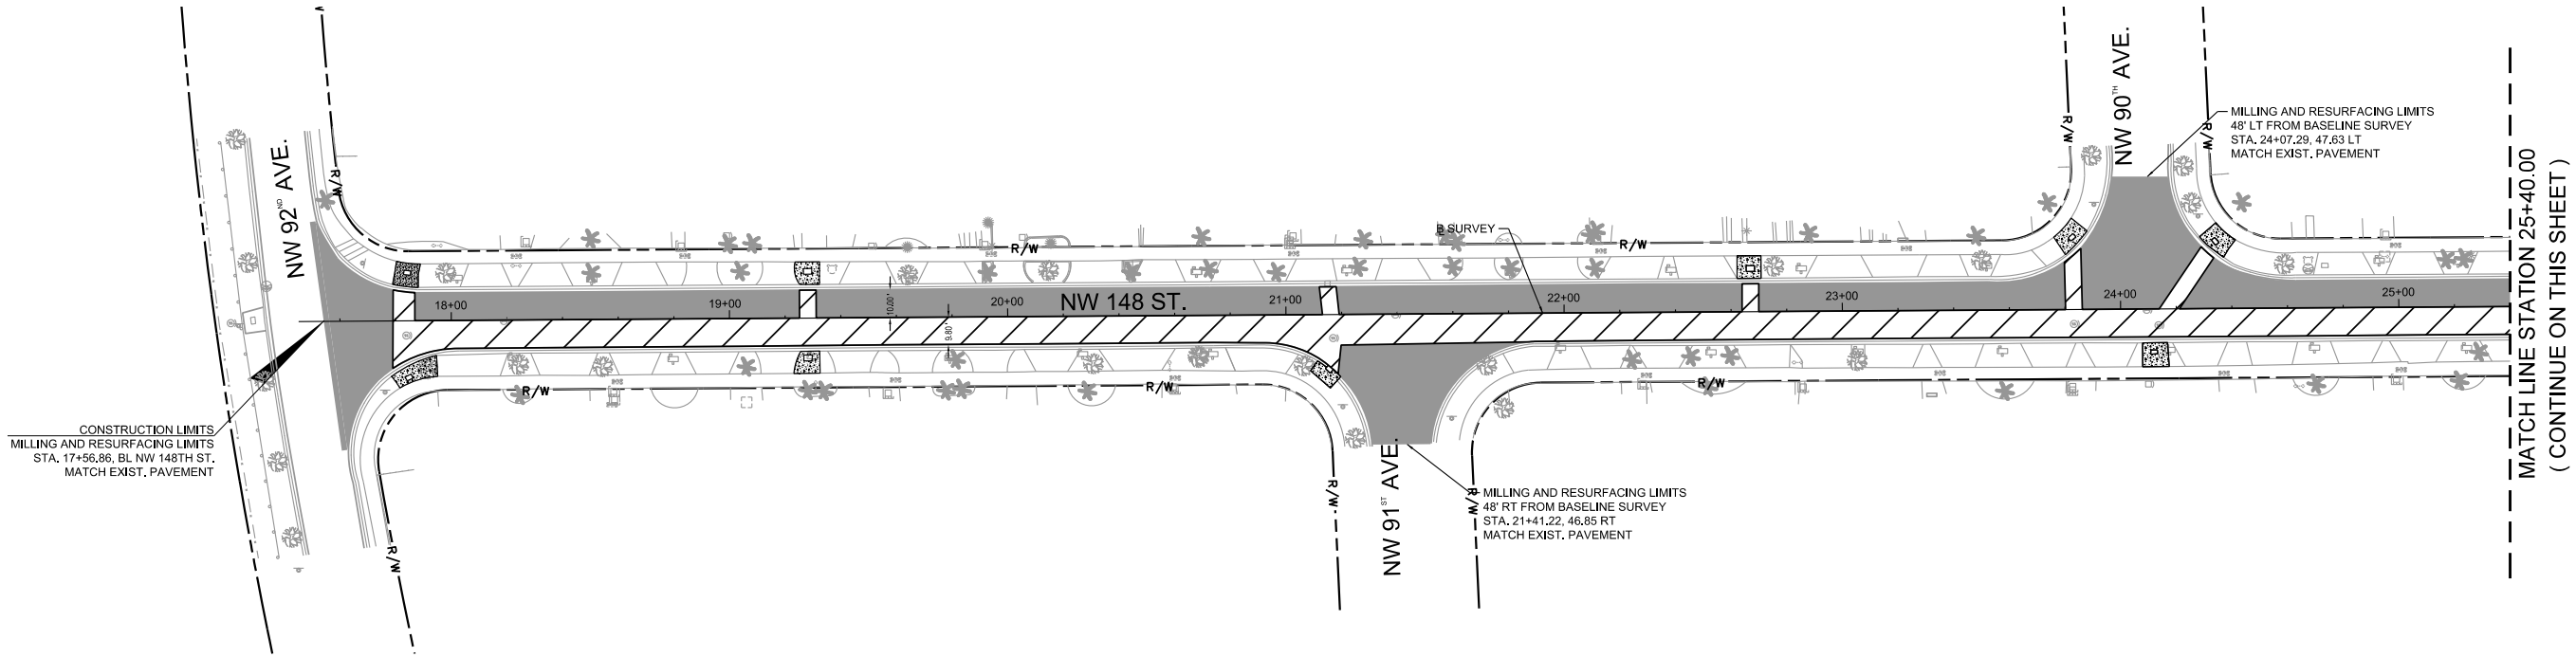 NW 92ND AVE.
R/W
CONSTRUCTION LIMITS
MILLING AND RESURFACING LIMITS
STA. 17+56.86, BL NW 148TH ST.
MATCH EXIST. PAVEMENT
R/W
R/W
R/W
B SURVEY
18+00
19+00
10.00'
9.80'
20+00
NW 148 ST.
21+00
22+00
23+00
24+00
25+00
R/W
R/W
R/W
R/W
NW 91ST AVE.
R/W
MILLING AND RESURFACING LIMITS
48' RT FROM BASELINE SURVEY
STA. 21+41.22, 46.85 RT
MATCH EXIST. PAVEMENT
R/W
NW 90TH AVE.
R/W
MILLING AND RESURFACING LIMITS
48' LT FROM BASELINE SURVEY
STA. 24+07.29, 47.63 LT
MATCH EXIST. PAVEMENT
MATCH LINE STATION 25+40.00
( CONTINUE ON THIS SHEET )